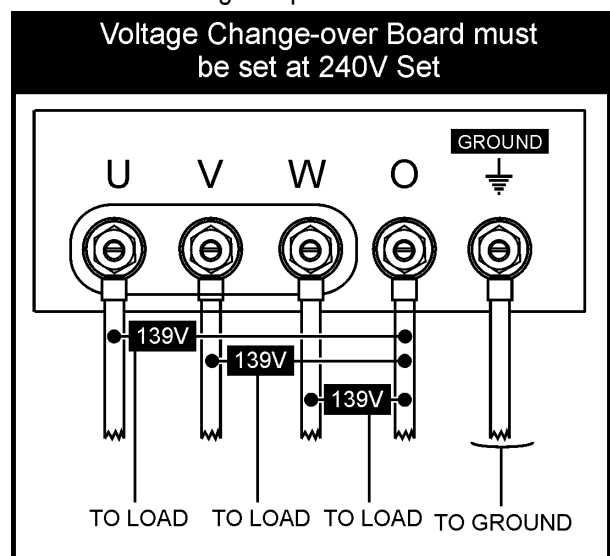 Voltage Change-over Board must
be set at 240V Set
GROUND
U V W O
139V
139V
139V
TO LOAD TO LOAD TO LOAD TO GROUND